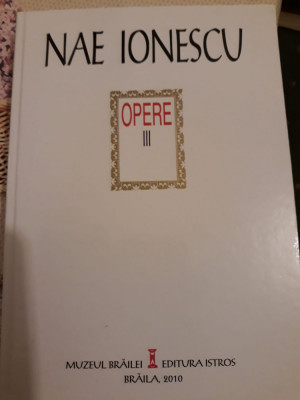 NAE IONESCU
OPERE
III
MUZEUL BRĂILEI EDITURA ISTROS
BRĂILA, 2010